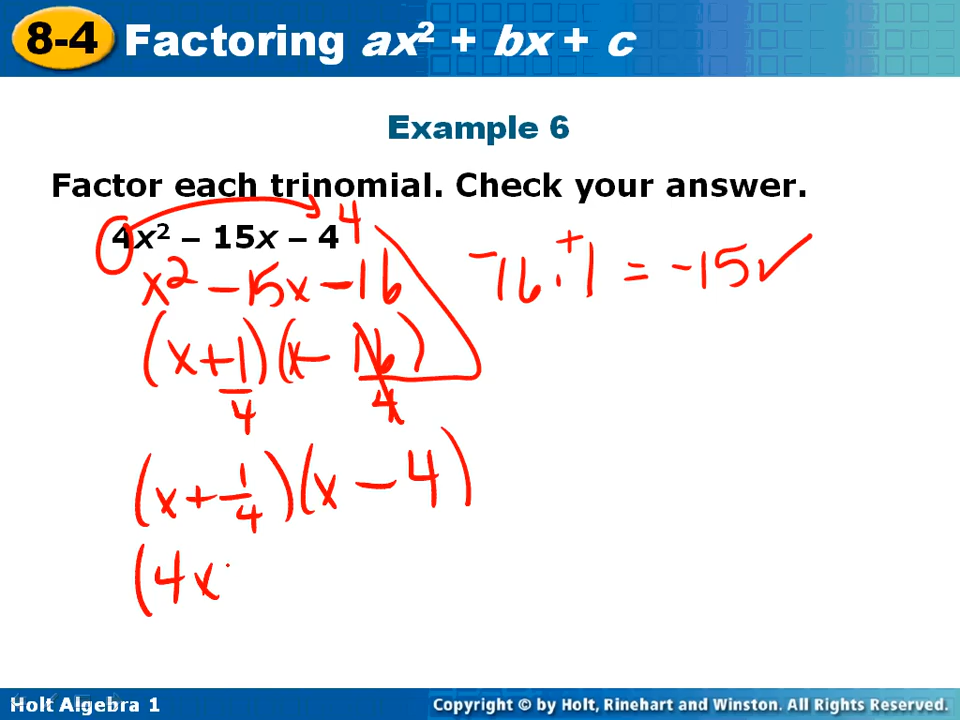 8-4 Factoring ax² + bx + c
Example 6
Factor each trinomial. Check your answer.
4
4x² – 15x – 4
x² – 15x – 16
-16 · +1 = -15 ✓
(x + 1/4)(x – 16/4)
(x + 1/4)(x – 4)
(4x
Holt Algebra 1
Copyright © by Holt, Rinehart and Winston. All Rights Reserved.